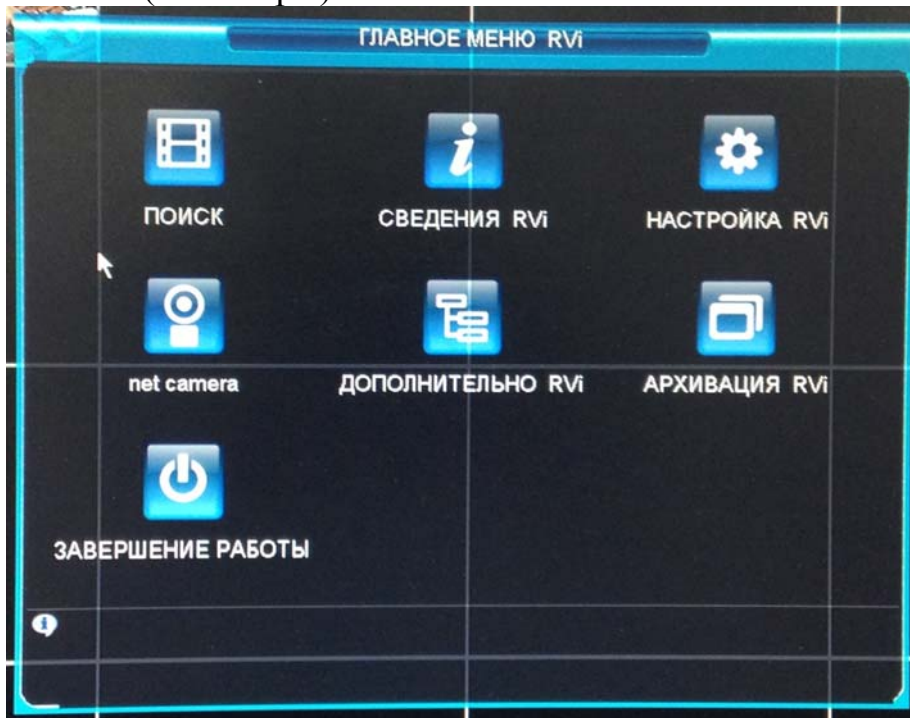 ГЛАВНОЕ МЕНЮ RVi
ПОИСК
СВЕДЕНИЯ RVi
НАСТРОЙКА RVi
net camera
ДОПОЛНИТЕЛЬНО RVi
АРХИВАЦИЯ RVi
ЗАВЕРШЕНИЕ РАБОТЫ